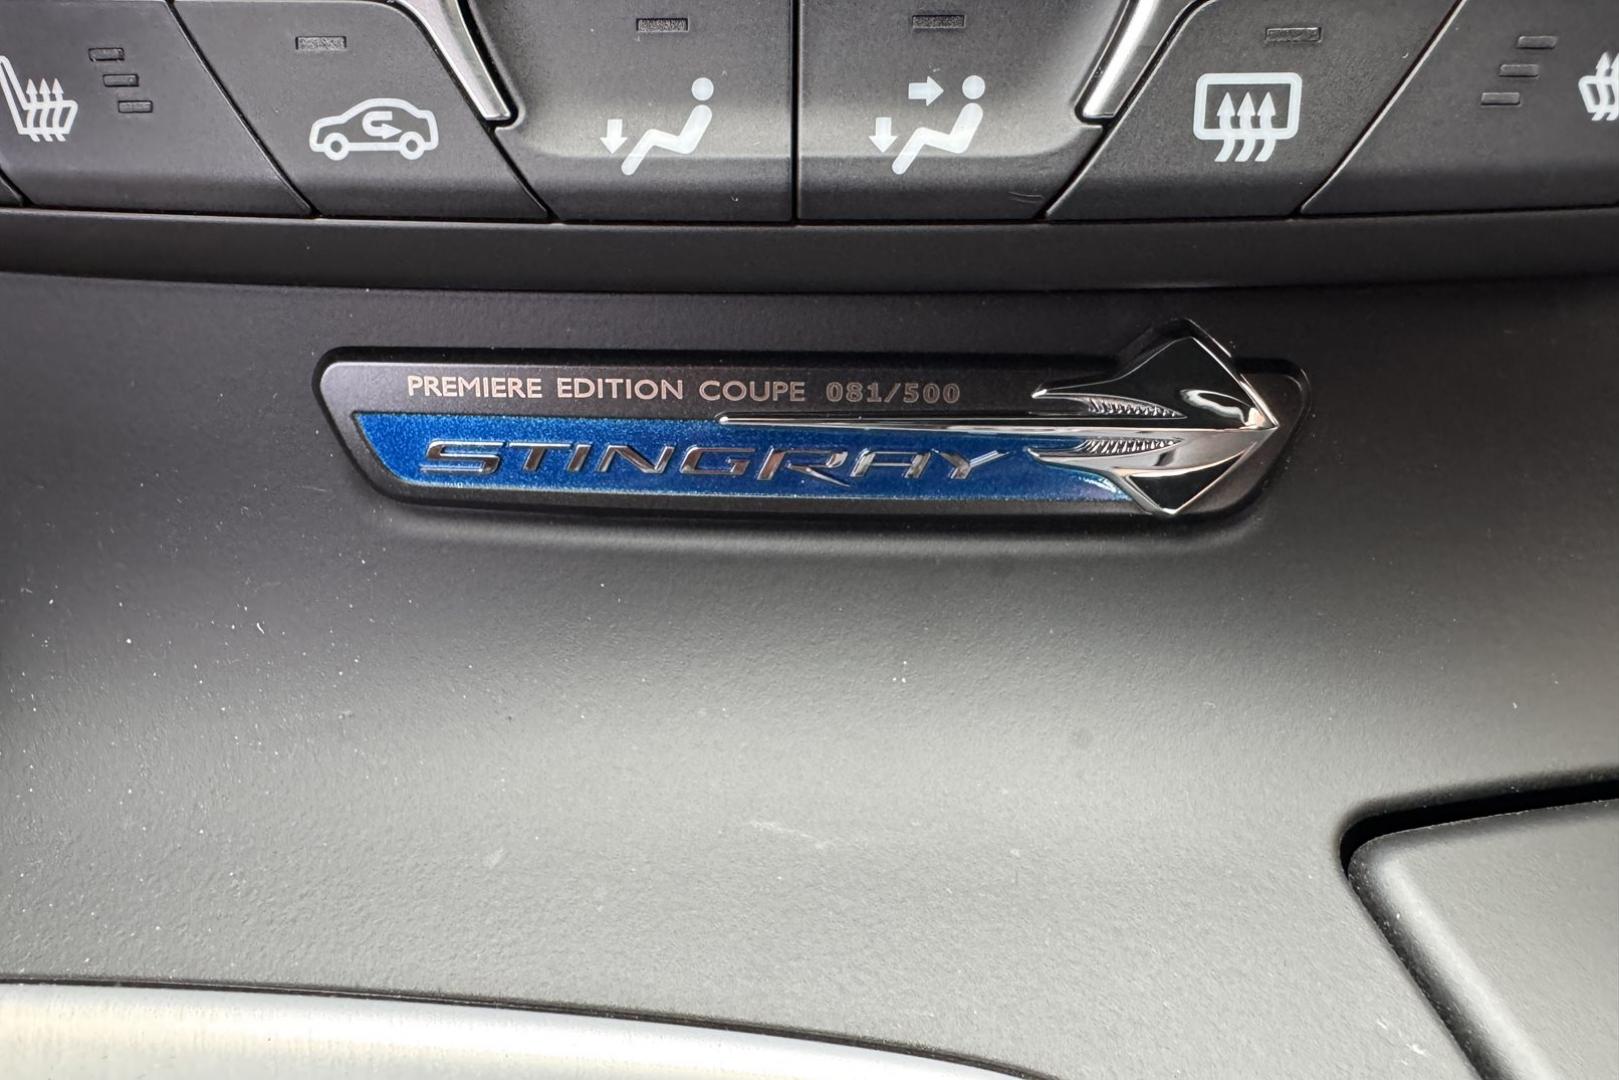 PREMIERE EDITION COUPE 081/500
STINGRAY